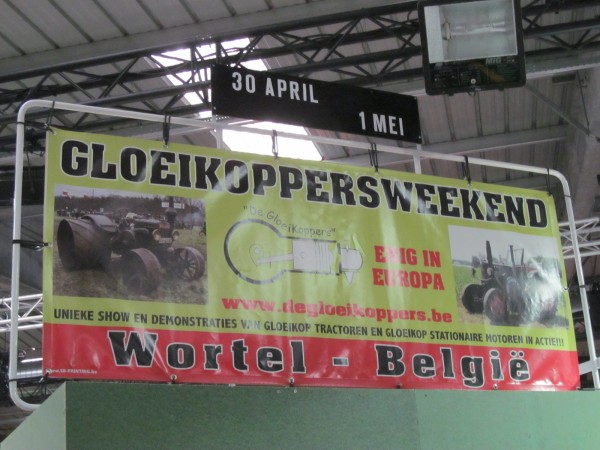 30 APRIL
1 MEI
GLOEIKOPPERSWEEKEND
"De Gloeikoppers"
ENIG IN
EUROPA
www.degloeikoppers.be
UNIEKE SHOW EN DEMONSTRATIES VAN GLOEIKOP TRACTOREN EN GLOEIKOP STATIONAIRE MOTOREN IN ACTIE!!!
Wortel - België